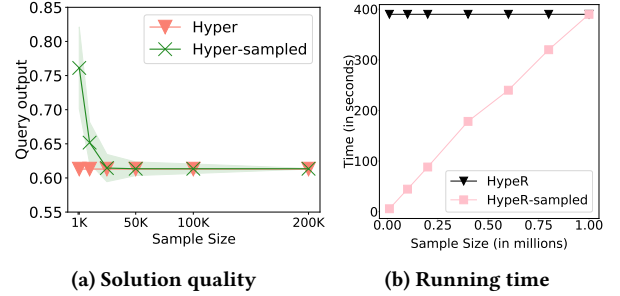 0.85
0.80
0.75
0.70
0.65
0.60
0.55
Query output
Hyper
Hyper-sampled
1K 50K 100K 200K
Sample Size
(a) Solution quality
400
300
200
100
0
Time (in seconds)
HypeR
HypeR-sampled
0.00 0.25 0.50 0.75 1.00
Sample Size (in millions)
(b) Running time